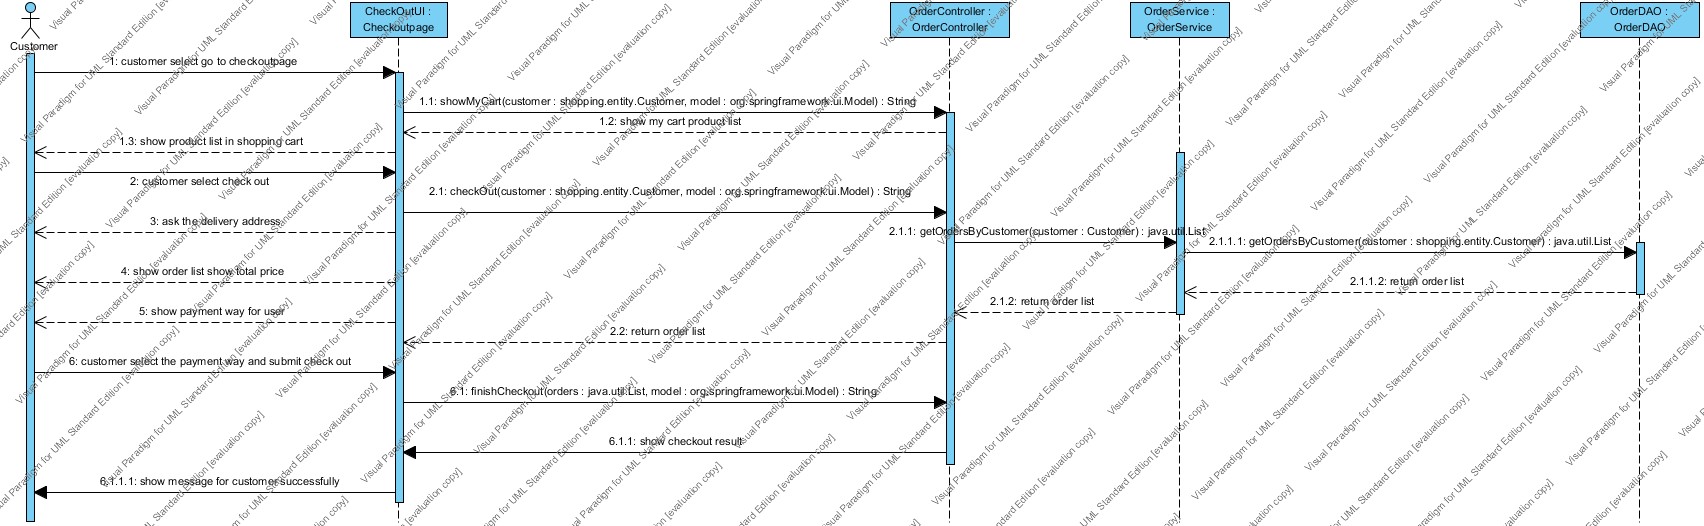 CheckOutUI :
Checkoutpage
OrderController :
OrderController
OrderService :
OrderService
OrderDAO :
OrderDAO
Customer
1: customer select go to checkoutpage
1.1: showMyCart(customer : shopping.entity.Customer, model : org.springframework.ui.Model) : String
1.2: show my cart product list
1.3: show product list in shopping cart
2: customer select check out
2.1: checkOut(customer : shopping.entity.Customer, model : org.springframework.ui.Model) : String
3: ask the delivery address
2.1.1: getOrdersByCustomer(customer : Customer) : java.util.List
2.1.1.1: getOrdersByCustomer(customer : shopping.entity.Customer) : java.util.List
4: show order list show total price
2.1.1.2: return order list
2.1.2: return order list
5: show payment way for user
2.2: return order list
6: customer select the payment way and submit check out
6.1: finishCheckout(orders : java.util.List, model : org.springframework.ui.Model) : String
6.1.1: show checkout result
6.1.1.1: show message for customer successfully
Visual Paradigm for UML Standard Edition [evaluation copy]